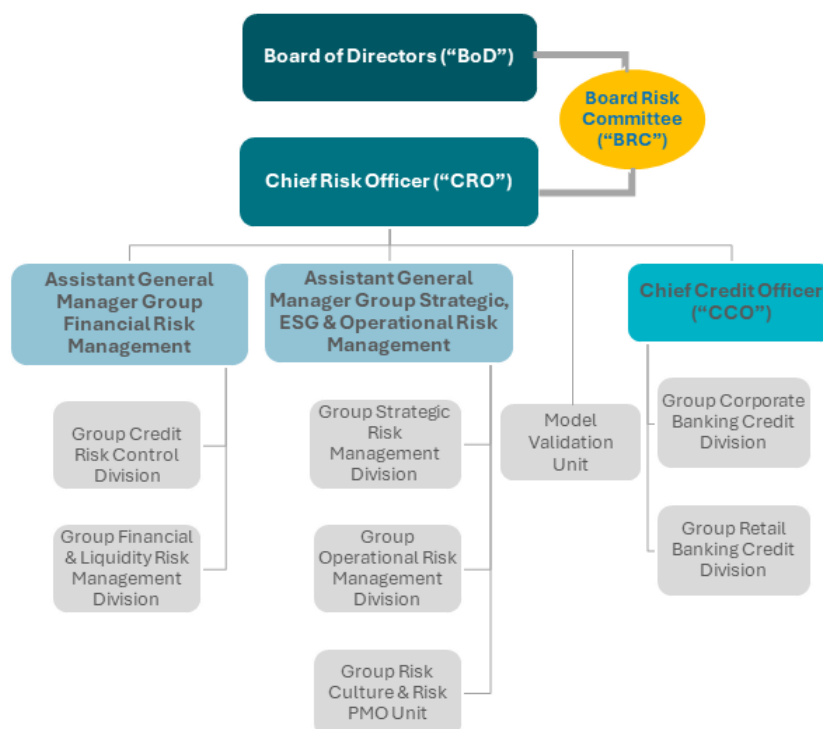 Board of Directors (“BoD”)
Board Risk
Committee
(“BRC”)
Chief Risk Officer (“CRO”)
Assistant General
Manager Group
Financial Risk
Management
Assistant General
Manager Group Strategic,
ESG & Operational Risk
Management
Chief Credit Officer
(“CCO”)
Group Credit
Risk Control
Division
Group Financial
& Liquidity Risk
Management
Division
Group Strategic
Risk
Management
Division
Group
Operational Risk
Management
Division
Group Risk
Culture & Risk
PMO Unit
Model
Validation
Unit
Group Corporate
Banking Credit
Division
Group Retail
Banking Credit
Division